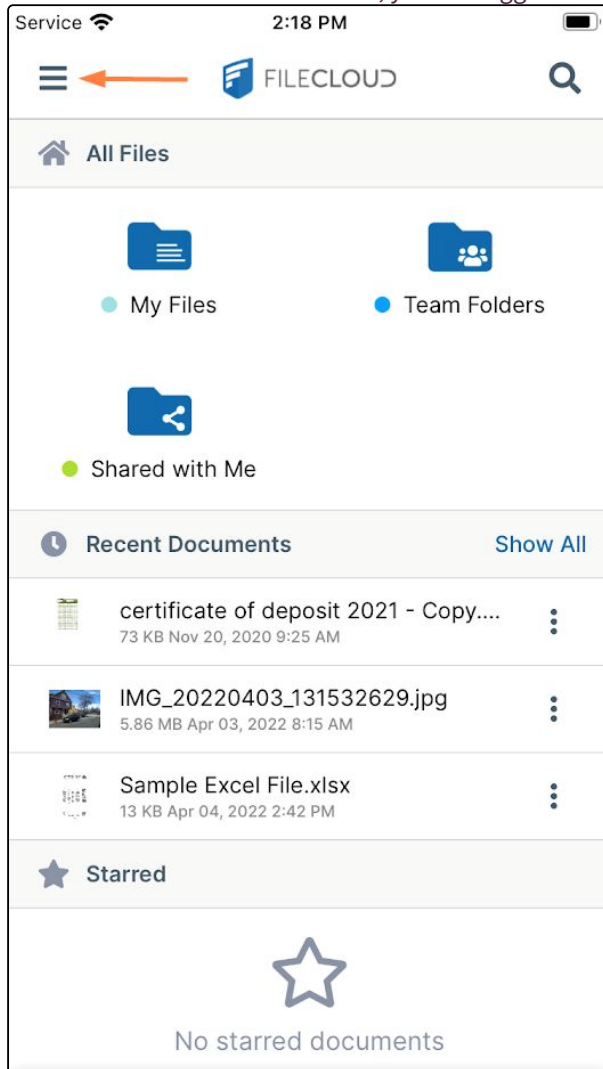 Service 2:18 PM
FILECLOUD
All Files
My Files Team Folders
Shared with Me
Recent Documents Show All
certificate of deposit 2021 - Copy....
73 KB Nov 20, 2020 9:25 AM
IMG_20220403_131532629.jpg
5.86 MB Apr 03, 2022 8:15 AM
Sample Excel File.xlsx
13 KB Apr 04, 2022 2:42 PM
Starred
No starred documents